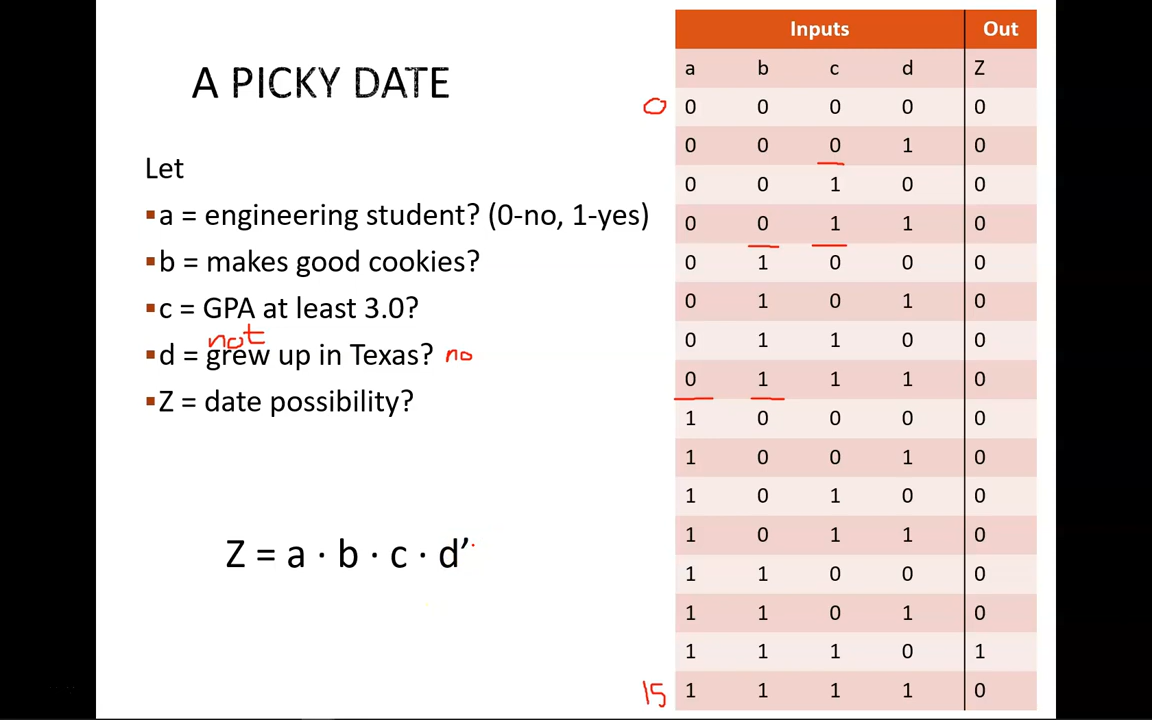 A PICKY DATE
Let
▪a = engineering student? (0-no, 1-yes)
▪b = makes good cookies?
▪c = GPA at least 3.0?
not
▪d = grew up in Texas? no
▪Z = date possibility?
Z = a · b · c · d’
Inputs Out
a b c d Z
0 0 0 0 0 0
0 0 0 1 0
0 0 1 0 0
0 0 1 1 0
0 1 0 0 0
0 1 0 1 0
0 1 1 0 0
0 1 1 1 0
1 0 0 0 0
1 0 0 1 0
1 0 1 0 0
1 0 1 1 0
1 1 0 0 0
1 1 0 1 0
1 1 1 0 1
15 1 1 1 1 0